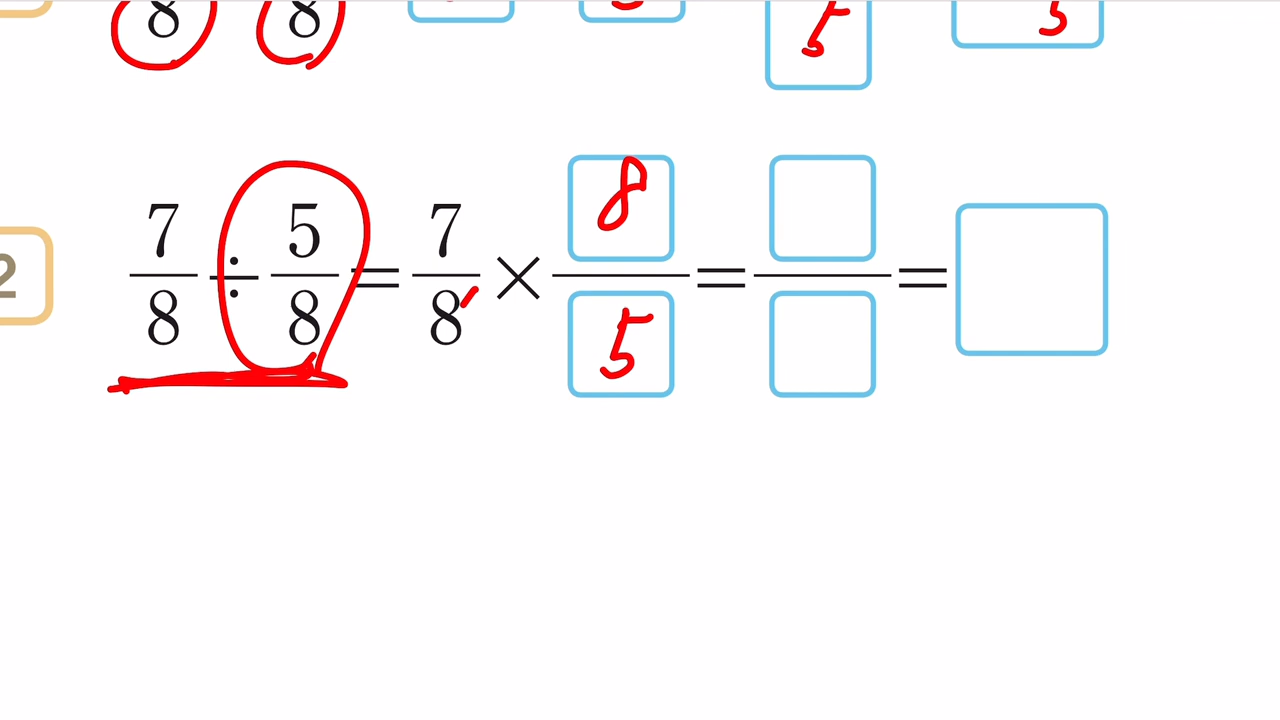 8 8 5 5
2 7/8 ÷ 5/8 = 7/8 × 8/5 = =